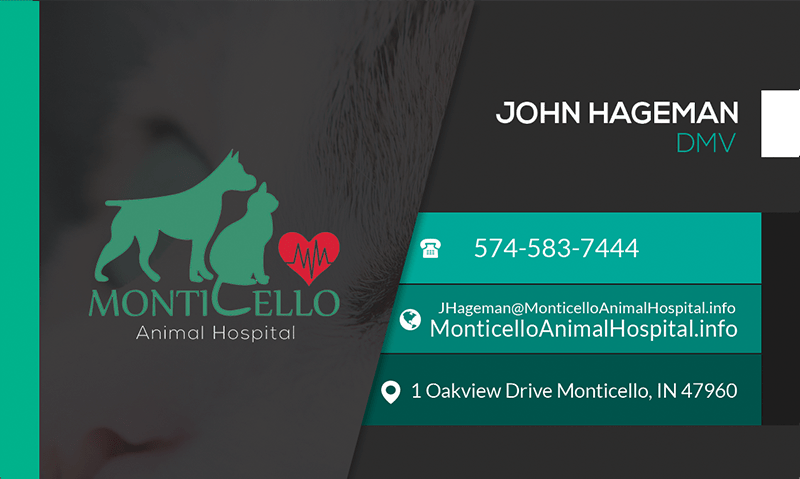 MONTICELLO
Animal Hospital
JOHN HAGEMAN
DMV
574-583-7444
JHageman@MonticelloAnimalHospital.info
MonticelloAnimalHospital.info
1 Oakview Drive Monticello, IN 47960